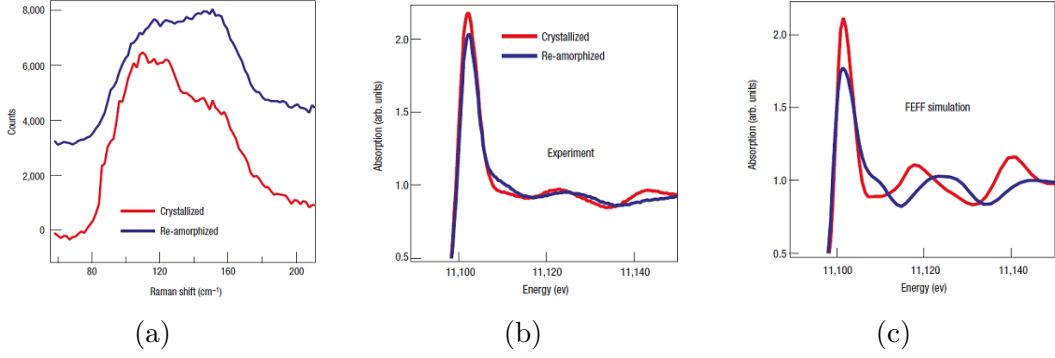 8,000
6,000
4,000
2,000
0
Counts
Crystallized
Re-amorphized
80
120
160
200
Raman shift (cm⁻¹)
(a)
2.0
1.5
1.0
0.5
Absorption (arb. units)
Crystallized
Re-amorphized
Experiment
11,100
11,120
11,140
Energy (ev)
(b)
2.0
1.5
1.0
0.5
Absorption (arb. units)
FEFF simulation
11,100
11,120
11,140
Energy (ev)
(c)